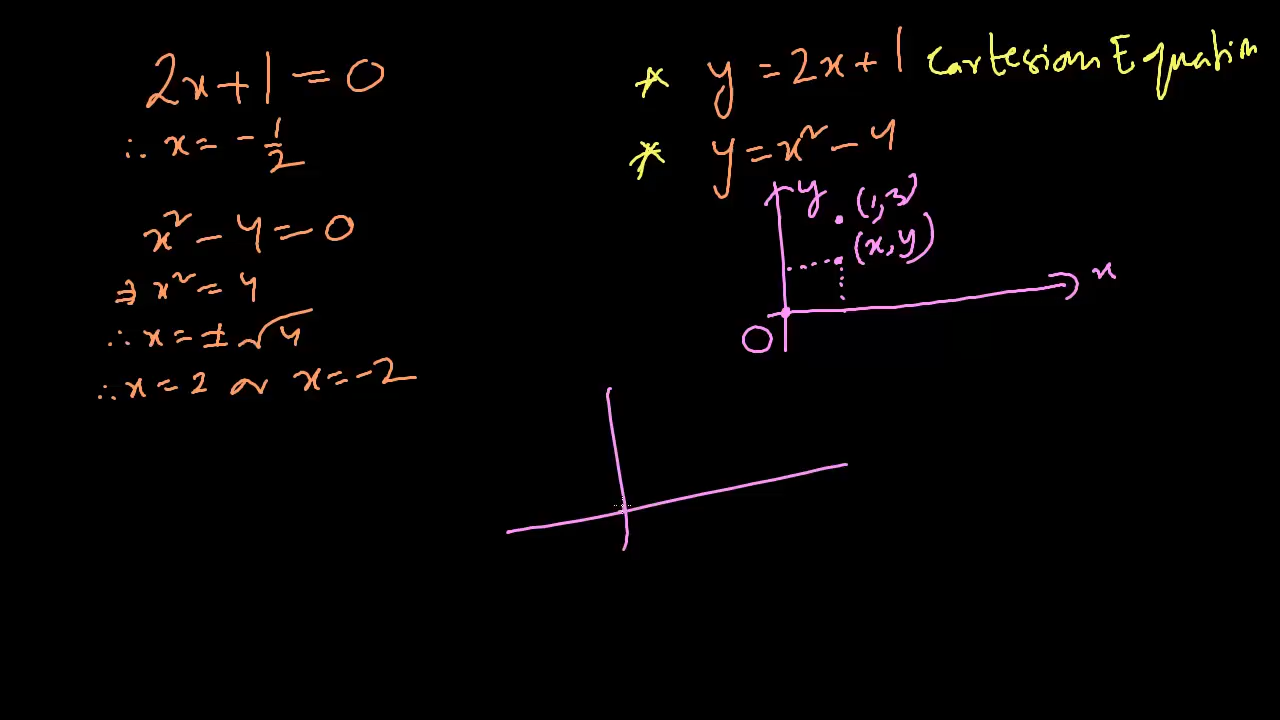 2x+1=0
∴ x = -1/2
x²-4=0
⇒ x²=4
∴ x=±√4
∴ x=2 or x=-2
* y=2x+1 Cartesian Equation
* y=x²-4
y
(1,3)
(x,y)
x
O